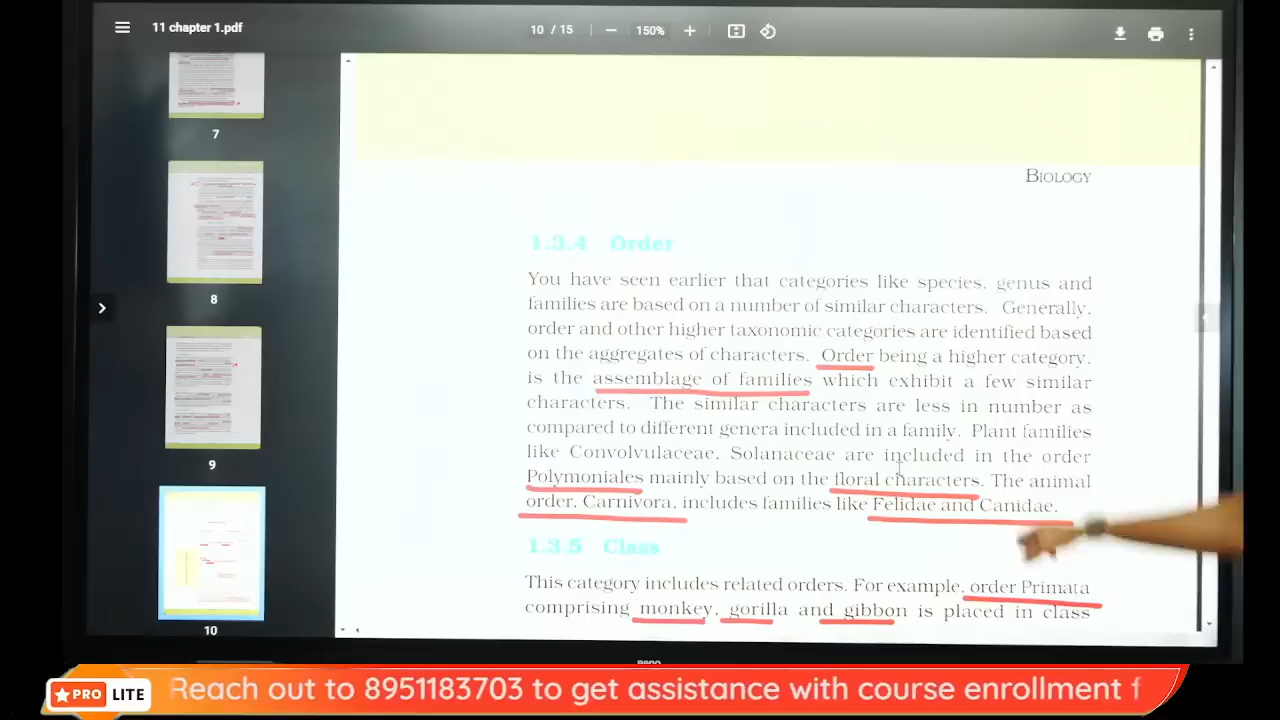 11 chapter 1.pdf
10 / 15
150%
7
8
9
10
BIOLOGY
1.3.4 Order
You have seen earlier that categories like species, genus and
families are based on a number of similar characters. Generally,
order and other higher taxonomic categories are identified based
on the aggregates of characters. Order being a higher category,
is the assemblage of families which exhibit a few similar
characters. The similar characters are less in number as
compared to different genera included in a family. Plant families
like Convolvulaceae, Solanaceae are included in the order
Polymoniales mainly based on the floral characters. The animal
order, Carnivora, includes families like Felidae and Canidae.
1.3.5 Class
This category includes related orders. For example, order Primata
comprising monkey, gorilla and gibbon is placed in class
PRO LITE
Reach out to 8951183703 to get assistance with course enrollment f